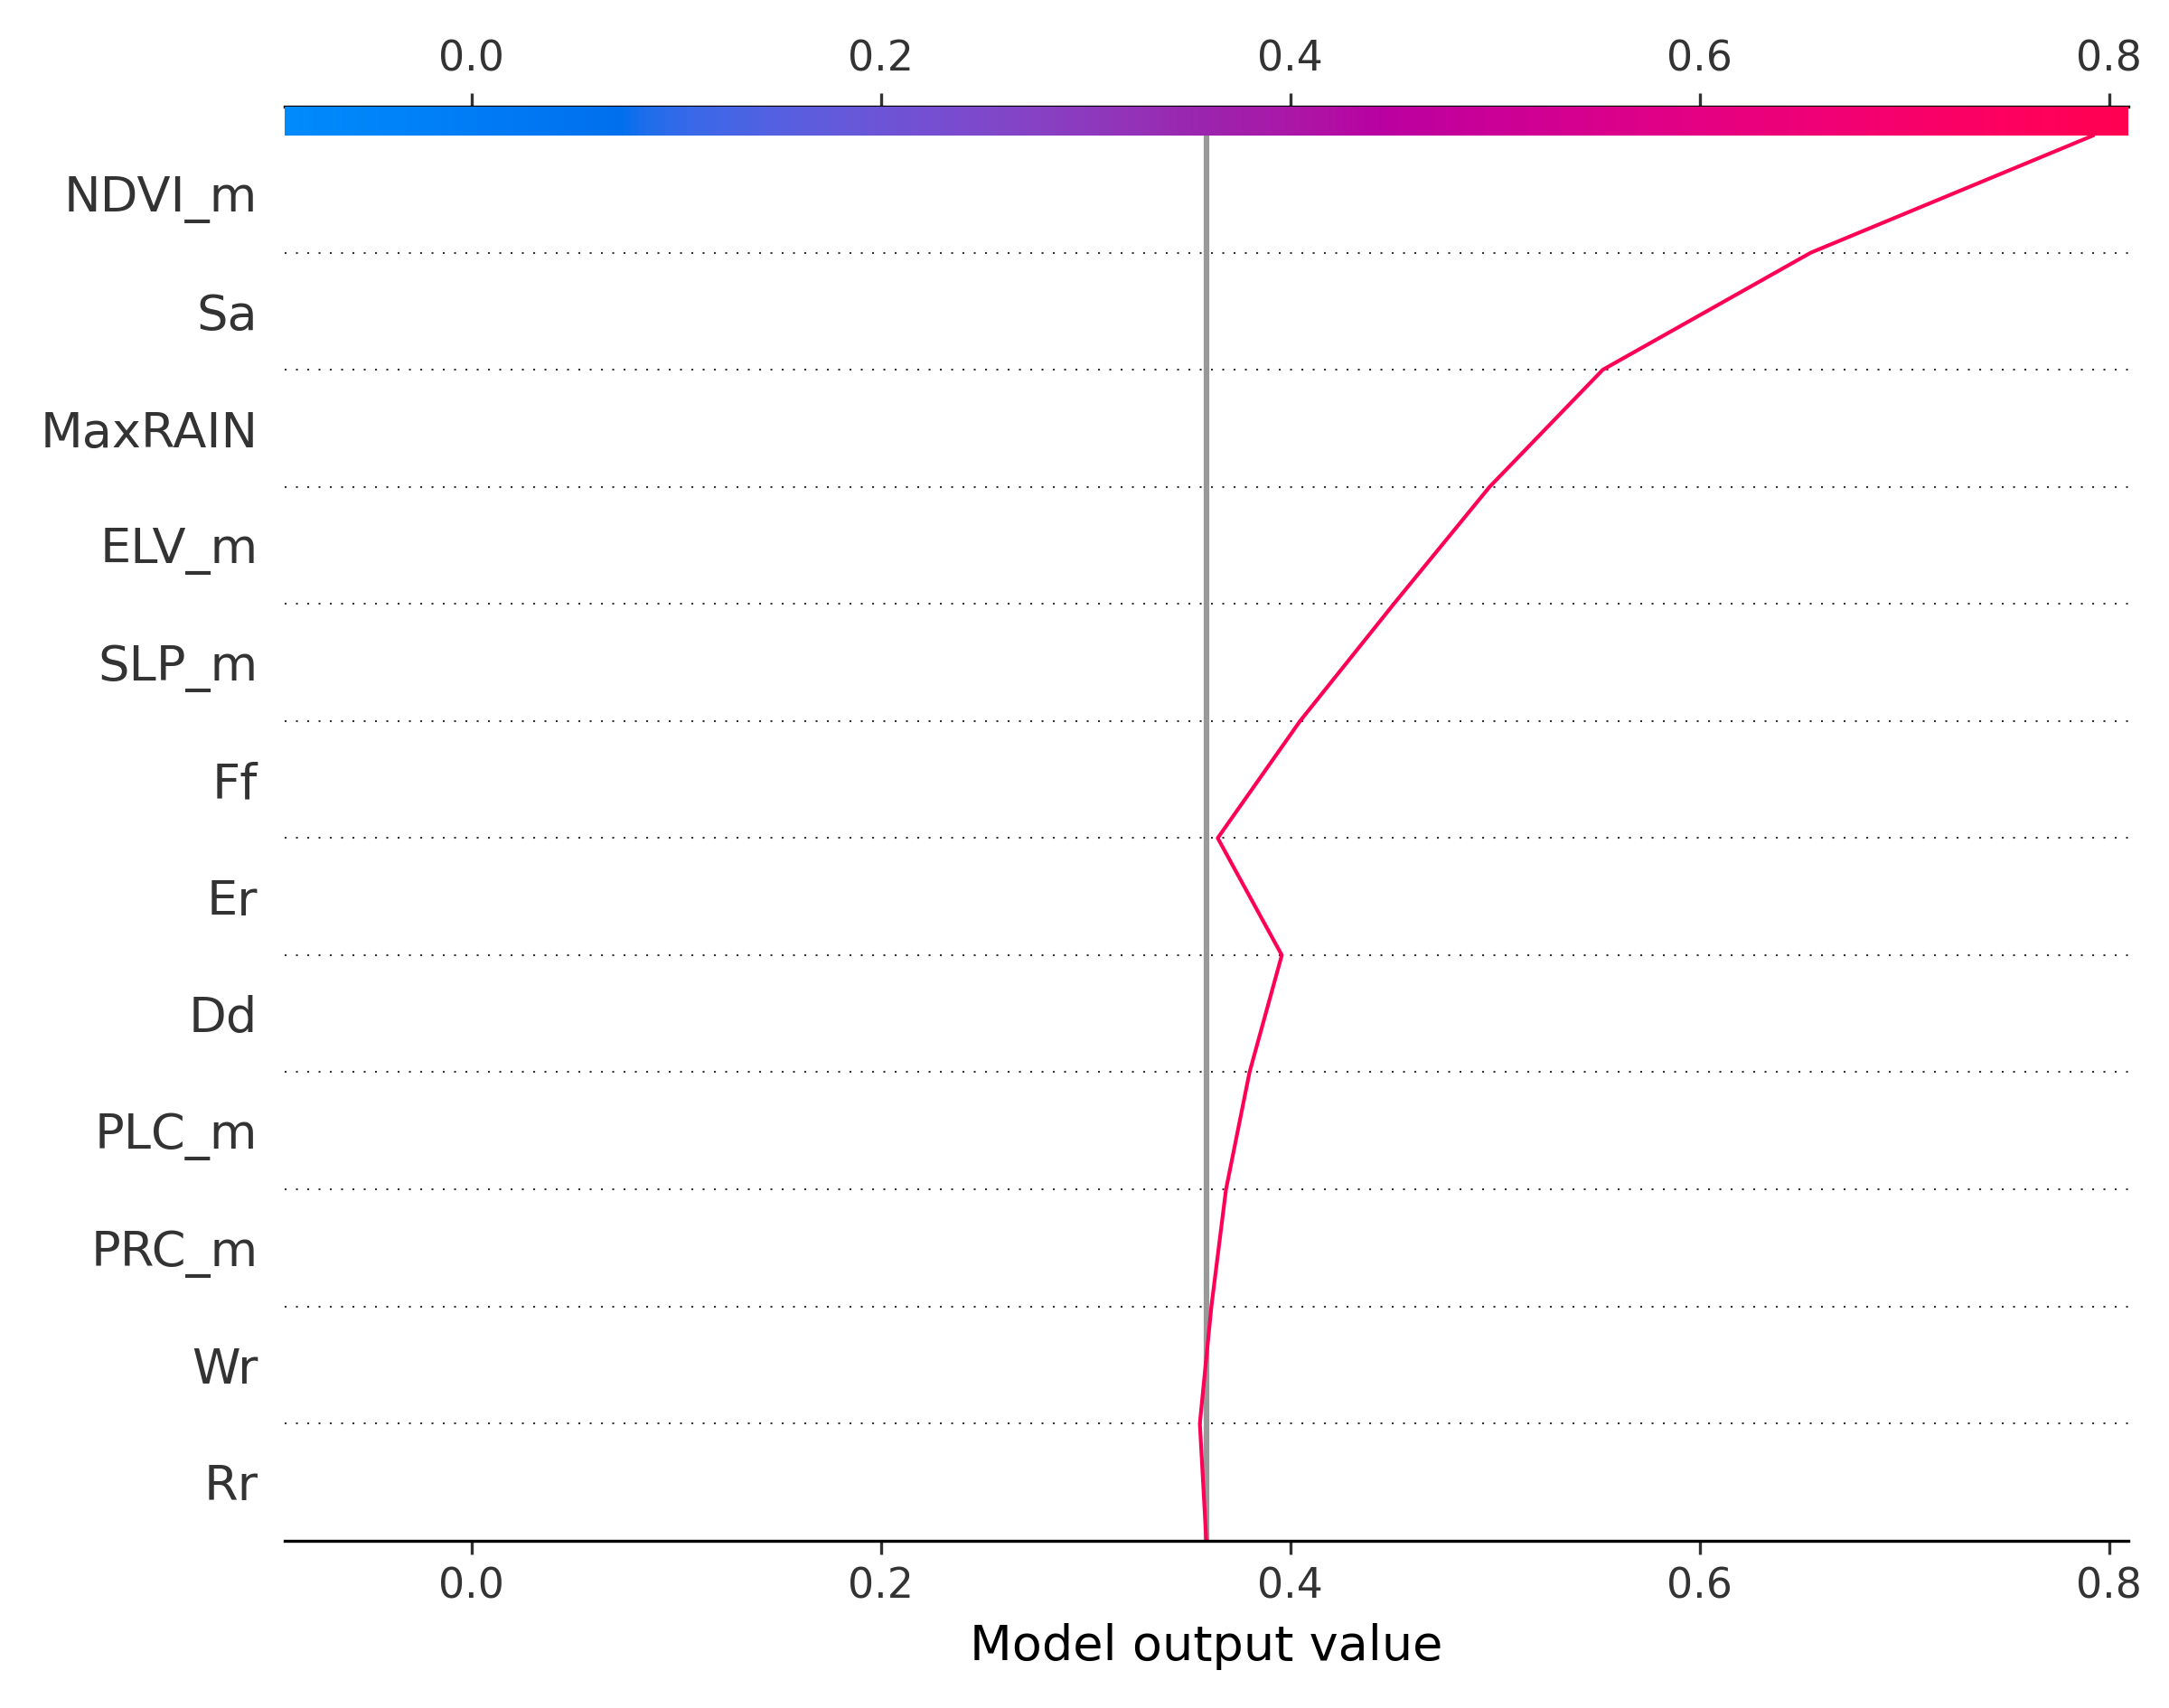 0.0 0.2 0.4 0.6 0.8
NDVI_m
Sa
MaxRAIN
ELV_m
SLP_m
Ff
Er
Dd
PLC_m
PRC_m
Wr
Rr
0.0 0.2 0.4 0.6 0.8
Model output value